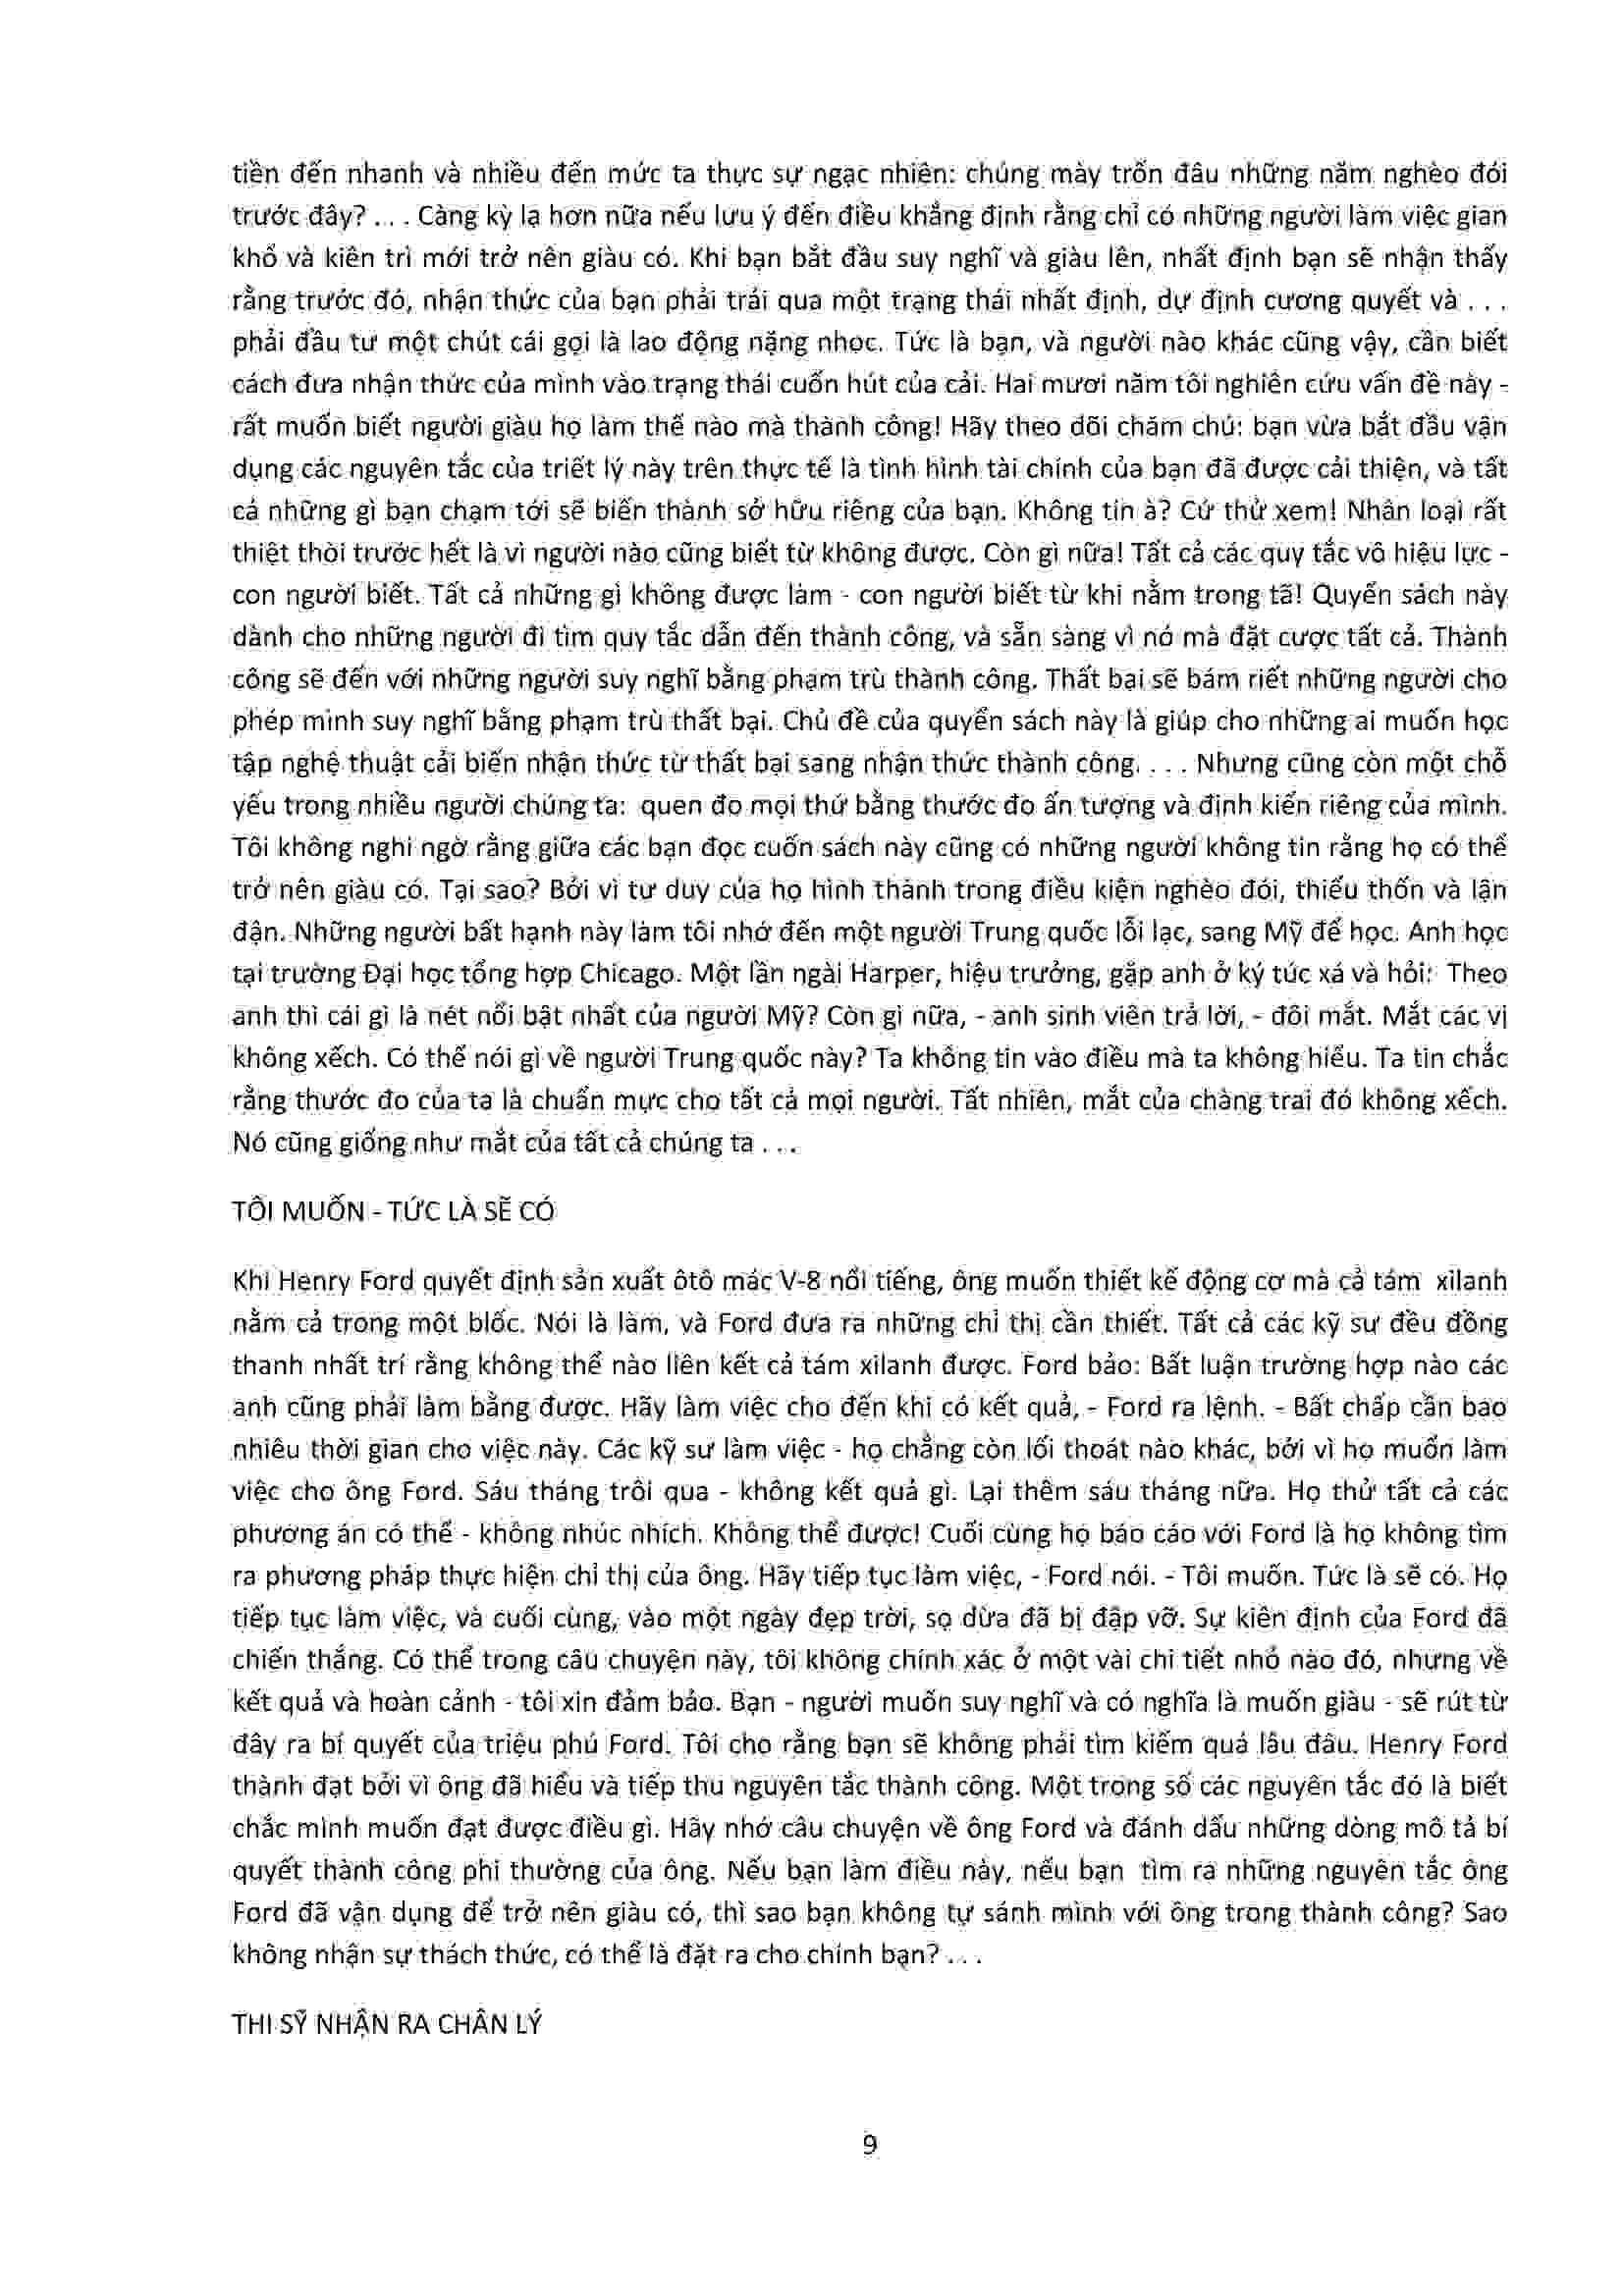 tiền đến nhanh và nhiều đến mức ta thực sự ngạc nhiên: chúng mày trốn đâu những năm nghèo đói
trước đây? . . . Càng kỳ lạ hơn nữa nếu lưu ý đến điều khẳng định rằng chỉ có những người làm việc gian
khổ và kiên trì mới trở nên giàu có. Khi bạn bắt đầu suy nghĩ và giàu lên, nhất định bạn sẽ nhận thấy
rằng trước đó, nhận thức của bạn phải trải qua một trạng thái nhất định, dự định cương quyết và . . .
phải đầu tư một chút cái gọi là lao động nặng nhọc. Tức là bạn, và người nào khác cũng vậy, cần biết
cách đưa nhận thức của mình vào trạng thái cuốn hút của cải. Hai mươi năm tôi nghiên cứu vấn đề này -
rất muốn biết người giàu họ làm thế nào mà thành công! Hãy theo dõi chăm chú: bạn vừa bắt đầu vận
dụng các nguyên tắc của triết lý này trên thực tế là tình hình tài chính của bạn đã được cải thiện, và tất
cả những gì bạn chạm tới sẽ biến thành sở hữu riêng của bạn. Không tin à? Cứ thử xem! Nhân loại rất
thiệt thòi trước hết là vì người nào cũng biết từ không được. Còn gì nữa! Tất cả các quy tắc vô hiệu lực -
con người biết. Tất cả những gì không được làm - con người biết từ khi nằm trong tã! Quyển sách này
dành cho những người đi tìm quy tắc dẫn đến thành công, và sẵn sàng vì nó mà đặt cược tất cả. Thành
công sẽ đến với những người suy nghĩ bằng phạm trù thành công. Thất bại sẽ bám riết những người cho
phép mình suy nghĩ bằng phạm trù thất bại. Chủ đề của quyển sách này là giúp cho những ai muốn học
tập nghệ thuật cải biến nhận thức từ thất bại sang nhận thức thành công. . . . Nhưng cũng còn một chỗ
yếu trong nhiều người chúng ta:  quen đo mọi thứ bằng thước đo ấn tượng và định kiến riêng của mình.
Tôi không nghi ngờ rằng giữa các bạn đọc cuốn sách này cũng có những người không tin rằng họ có thể
trở nên giàu có. Tại sao? Bởi vì tư duy của họ hình thành trong điều kiện nghèo đói, thiếu thốn và lận
đận. Những người bất hạnh này làm tôi nhớ đến một người Trung quốc lỗi lạc, sang Mỹ để học. Anh học
tại trường Đại học tổng hợp Chicago. Một lần ngài Harper, hiệu trưởng, gặp anh ở ký túc xá và hỏi:  Theo
anh thì cái gì là nét nổi bật nhất của người Mỹ? Còn gì nữa, - anh sinh viên trả lời, - đôi mắt. Mắt các vị
không xếch. Có thể nói gì về người Trung quốc này? Ta không tin vào điều mà ta không hiểu. Ta tin chắc
rằng thước đo của ta là chuẩn mực cho tất cả mọi người. Tất nhiên, mắt của chàng trai đó không xếch.
Nó cũng giống như mắt của tất cả chúng ta . . .
TÔI MUỐN - TỨC LÀ SẼ CÓ
Khi Henry Ford quyết định sản xuất ôtô mác V-8 nổi tiếng, ông muốn thiết kế động cơ mà cả tám  xilanh
nằm cả trong một blốc. Nói là làm, và Ford đưa ra những chỉ thị cần thiết. Tất cả các kỹ sư đều đồng
thanh nhất trí rằng không thể nào liên kết cả tám xilanh được. Ford bảo: Bất luận trường hợp nào các
anh cũng phải làm bằng được. Hãy làm việc cho đến khi có kết quả, - Ford ra lệnh. - Bất chấp cần bao
nhiêu thời gian cho việc này. Các kỹ sư làm việc - họ chẳng còn lối thoát nào khác, bởi vì họ muốn làm
việc cho ông Ford. Sáu tháng trôi qua - không kết quả gì. Lại thêm sáu tháng nữa. Họ thử tất cả các
phương án có thể - không nhúc nhích. Không thể được! Cuối cùng họ báo cáo với Ford là họ không tìm
ra phương pháp thực hiện chỉ thị của ông. Hãy tiếp tục làm việc, - Ford nói. - Tôi muốn. Tức là sẽ có. Họ
tiếp tục làm việc, và cuối cùng, vào một ngày đẹp trời, sọ dừa đã bị đập vỡ. Sự kiên định của Ford đã
chiến thắng. Có thể trong câu chuyện này, tôi không chính xác ở một vài chi tiết nhỏ nào đó, nhưng về
kết quả và hoàn cảnh - tôi xin đảm bảo. Bạn - người muốn suy nghĩ và có nghĩa là muốn giàu - sẽ rút từ
đây ra bí quyết của triệu phú Ford. Tôi cho rằng bạn sẽ không phải tìm kiếm quá lâu đâu. Henry Ford
thành đạt bởi vì ông đã hiểu và tiếp thu nguyên tắc thành công. Một trong số các nguyên tắc đó là biết
chắc mình muốn đạt được điều gì. Hãy nhớ câu chuyện về ông Ford và đánh dấu những dòng mô tả bí
quyết thành công phi thường của ông. Nếu bạn làm điều này, nếu bạn  tìm ra những nguyên tắc ông
Ford đã vận dụng để trở nên giàu có, thì sao bạn không tự sánh mình với ông trong thành công? Sao
không nhận sự thách thức, có thể là đặt ra cho chính bạn? . . .
THI SỸ NHẬN RA CHÂN LÝ
9